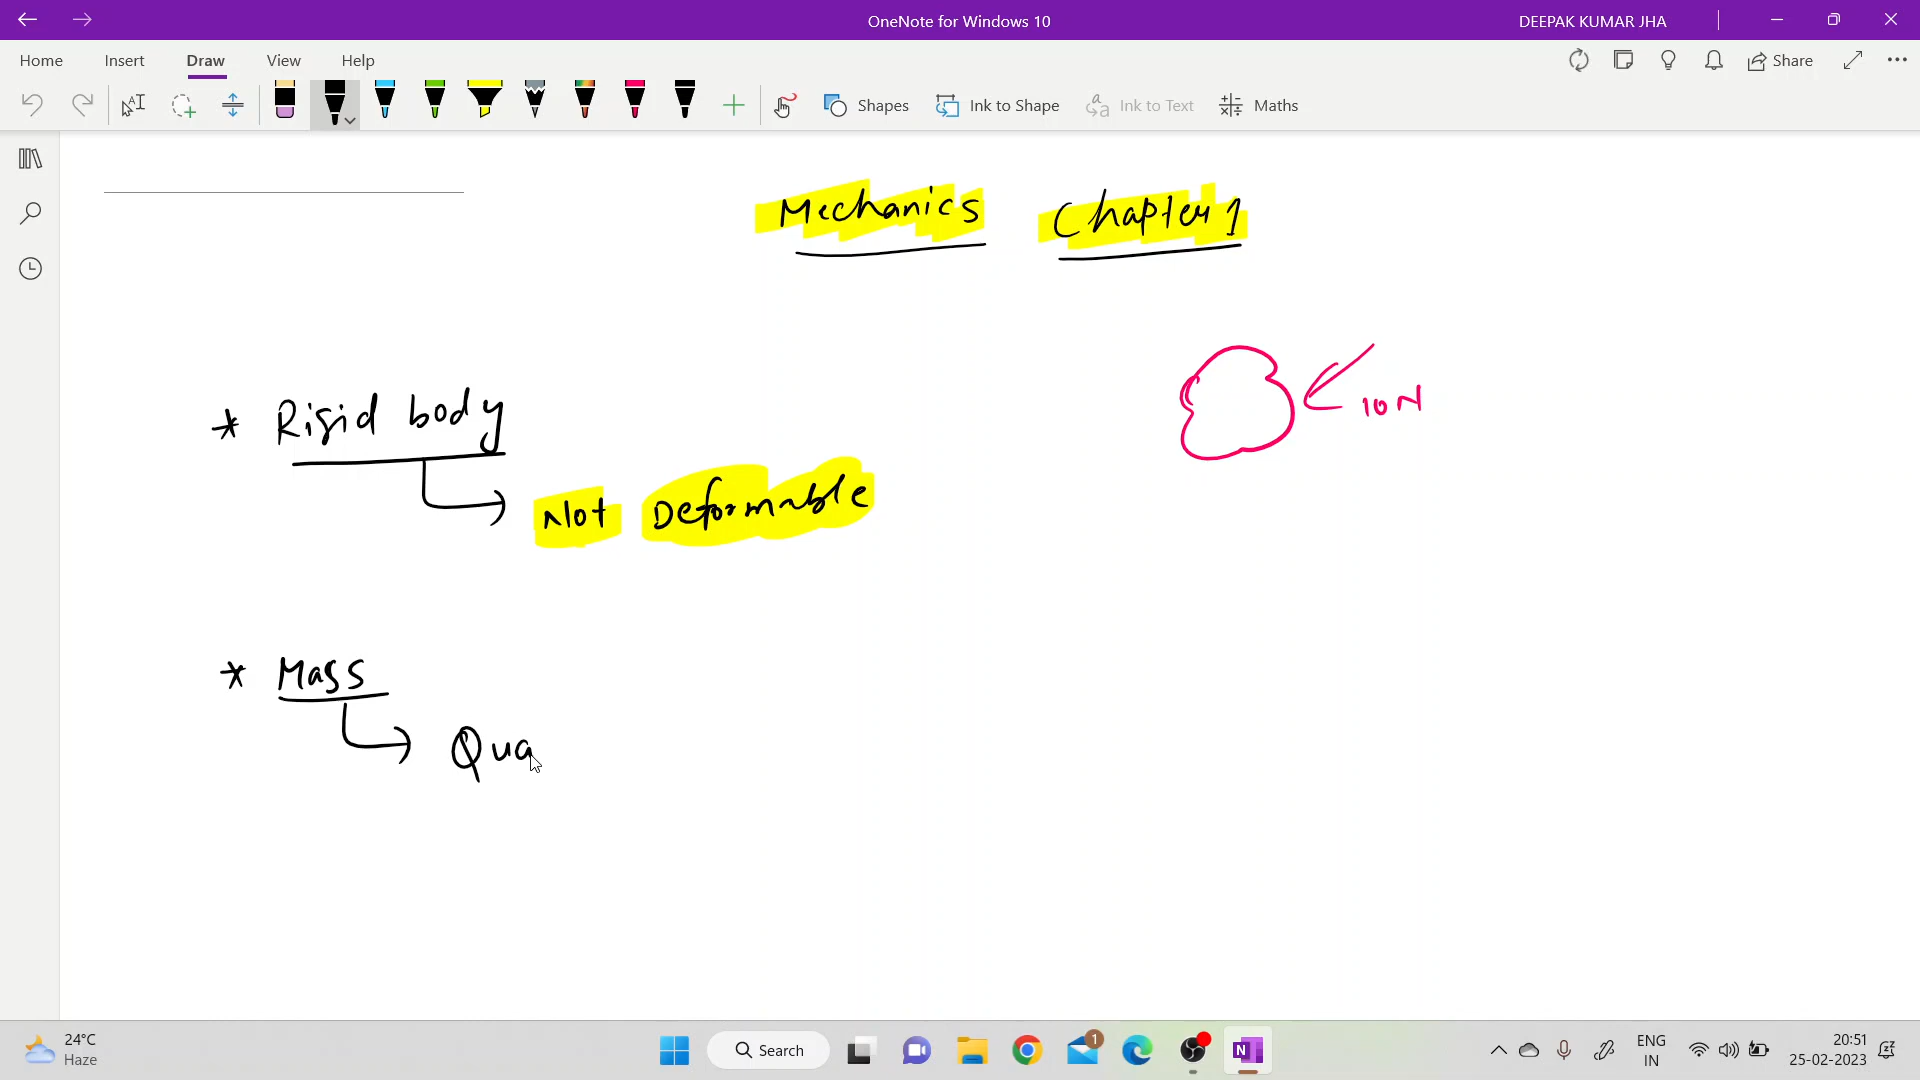 OneNote for Windows 10
DEEPAK KUMAR JHA
Home Insert Draw View Help
Share
Shapes Ink to Shape Ink to Text Maths
Mechanics Chapter 1
* Rigid body
10 N
Not Deformable
* Mass
Qua
24°C
Haze
Search
1
ENG
IN
20:51
25-02-2023